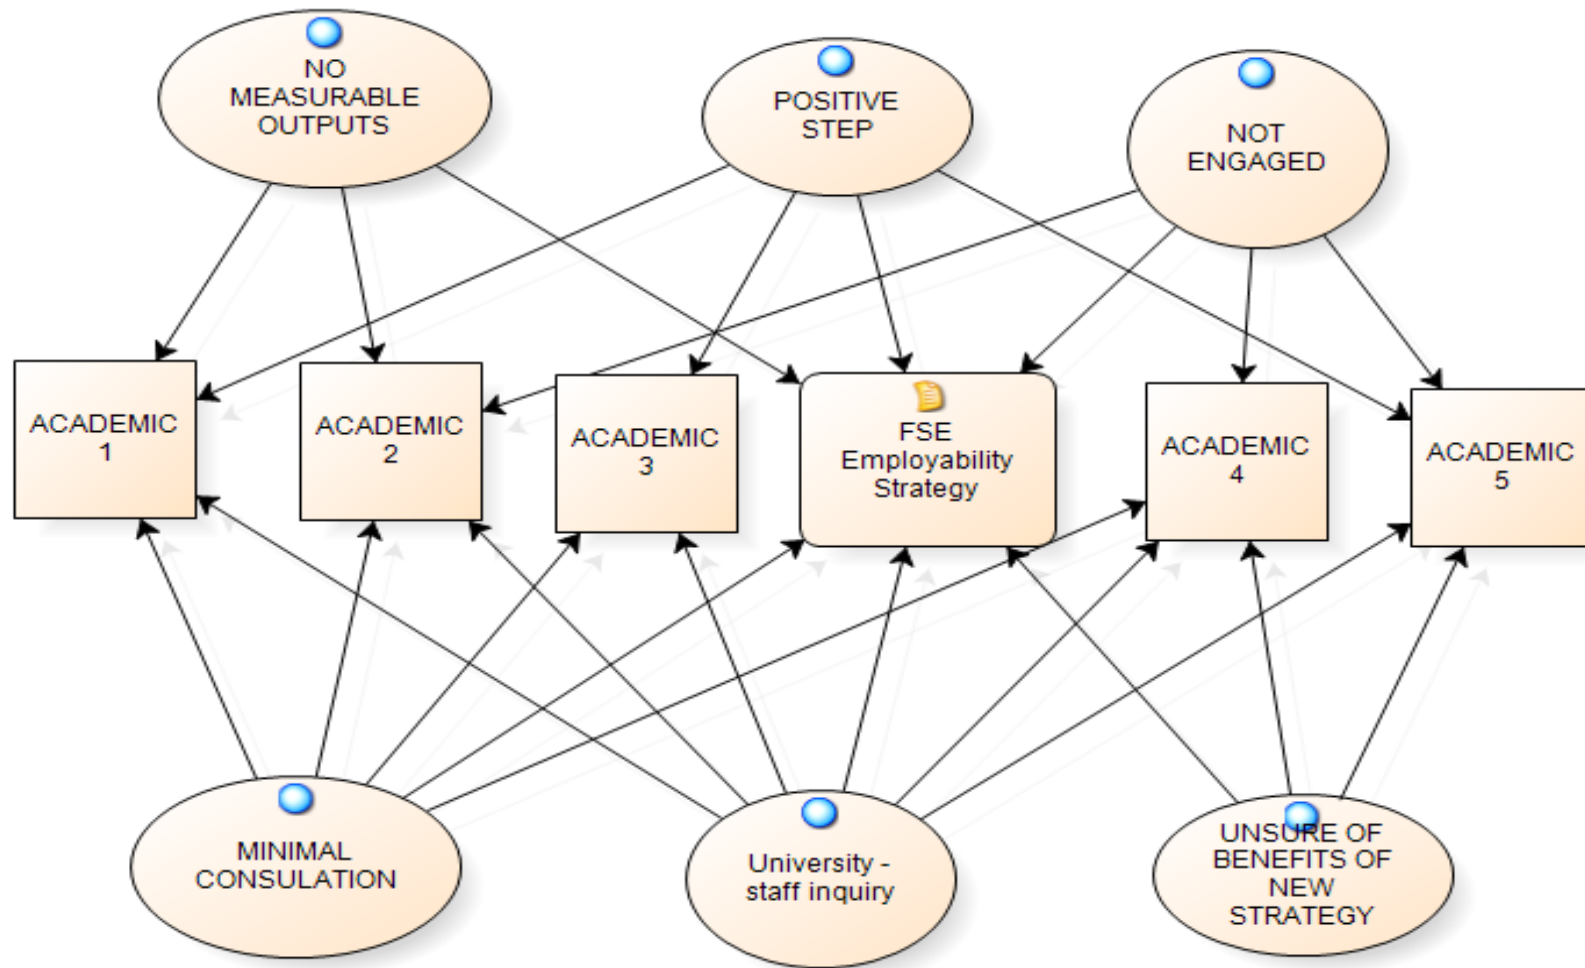 NO
MEASURABLE
OUTPUTS
POSITIVE
STEP
NOT
ENGAGED
ACADEMIC
1
ACADEMIC
2
ACADEMIC
3
FSE
Employability
Strategy
ACADEMIC
4
ACADEMIC
5
MINIMAL
CONSULATION
University -
staff inquiry
UNSURE OF
BENEFITS OF
NEW
STRATEGY